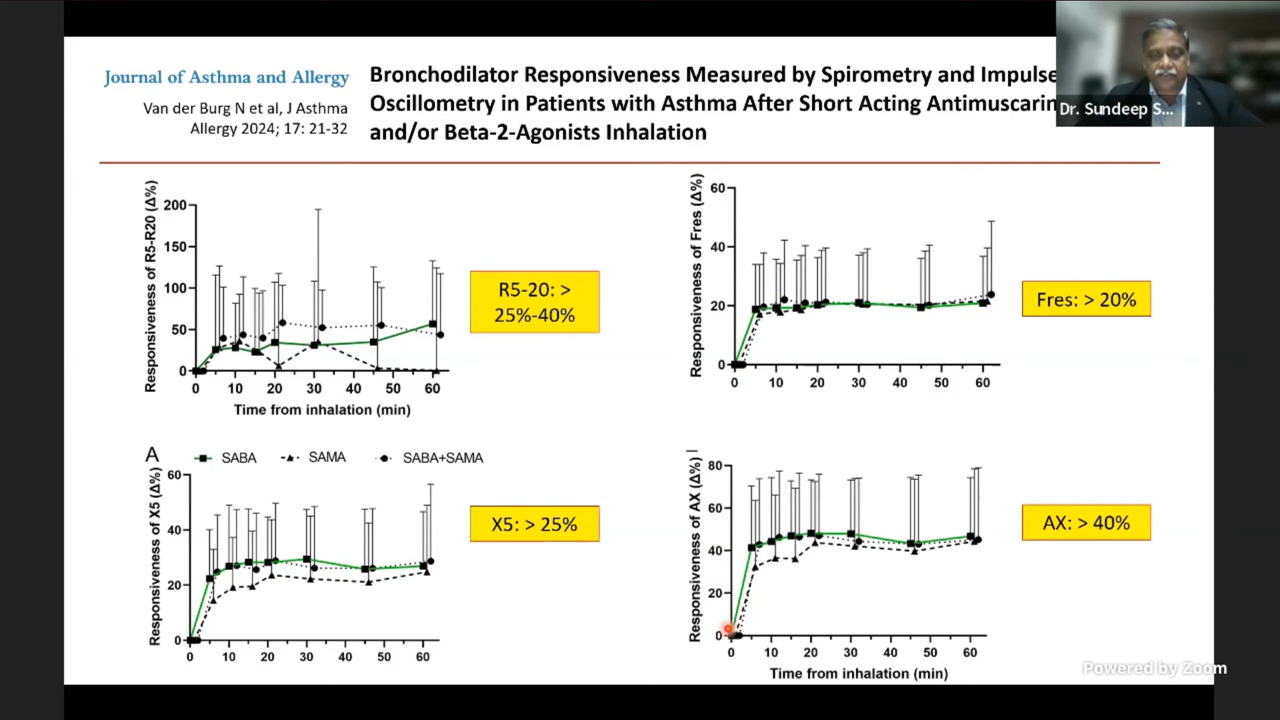 Journal of Asthma and Allergy
Van der Burg N et al, J Asthma
Allergy 2024; 17: 21-32
Bronchodilator Responsiveness Measured by Spirometry and Impulse
Oscillometry in Patients with Asthma After Short Acting Antimuscarin
and/or Beta-2-Agonists Inhalation
Dr. Sundeep S...
Responsiveness of R5-R20 (Δ%)
200
150
100
50
0
0 10 20 30 40 50 60
Time from inhalation (min)
R5-20: >
25%-40%
Responsiveness of Fres (Δ%)
60
40
20
0
0 10 20 30 40 50 60
Fres: > 20%
A
SABA SAMA SABA+SAMA
Responsiveness of X5 (Δ%)
60
40
20
0
0 10 20 30 40 50 60
X5: > 25%
Responsiveness of AX (Δ%)
80
60
40
20
0
0 10 20 30 40 50 60
Time from inhalation (min)
AX: > 40%
Powered by Zoom